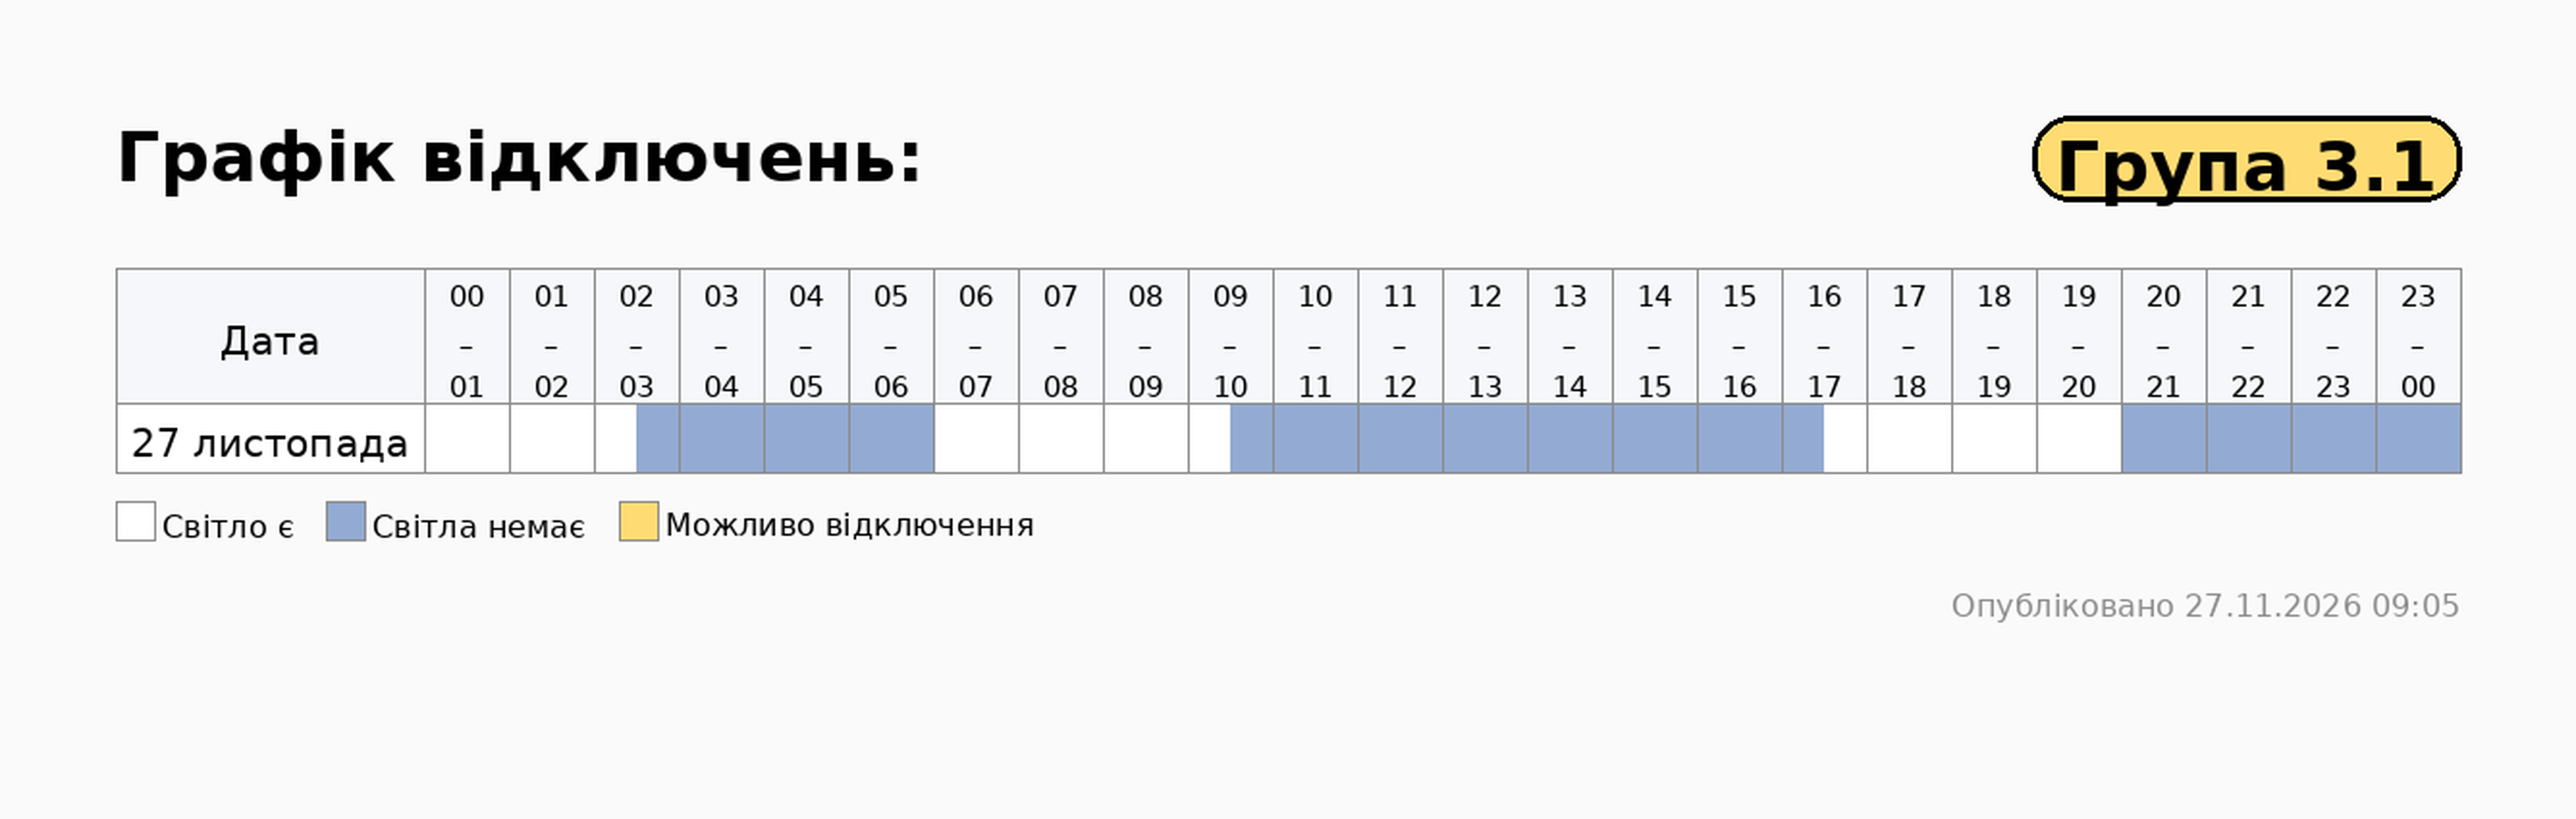 Графік відключень:
Група 3.1
Дата
00 – 01
01 – 02
02 – 03
03 – 04
04 – 05
05 – 06
06 – 07
07 – 08
08 – 09
09 – 10
10 – 11
11 – 12
12 – 13
13 – 14
14 – 15
15 – 16
16 – 17
17 – 18
18 – 19
19 – 20
20 – 21
21 – 22
22 – 23
23 – 00
27 листопада
Світло є
Світла немає
Можливо відключення
Опубліковано 27.11.2026 09:05